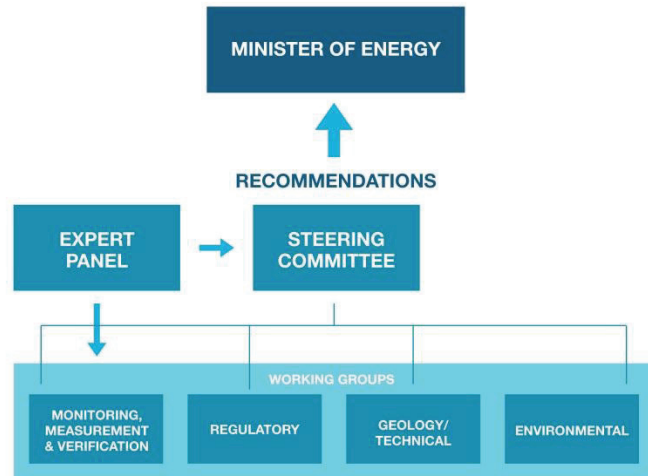 MINISTER OF ENERGY
RECOMMENDATIONS
EXPERT
PANEL
STEERING
COMMITTEE
WORKING GROUPS
MONITORING,
MEASUREMENT
& VERIFICATION
REGULATORY
GEOLOGY/
TECHNICAL
ENVIRONMENTAL